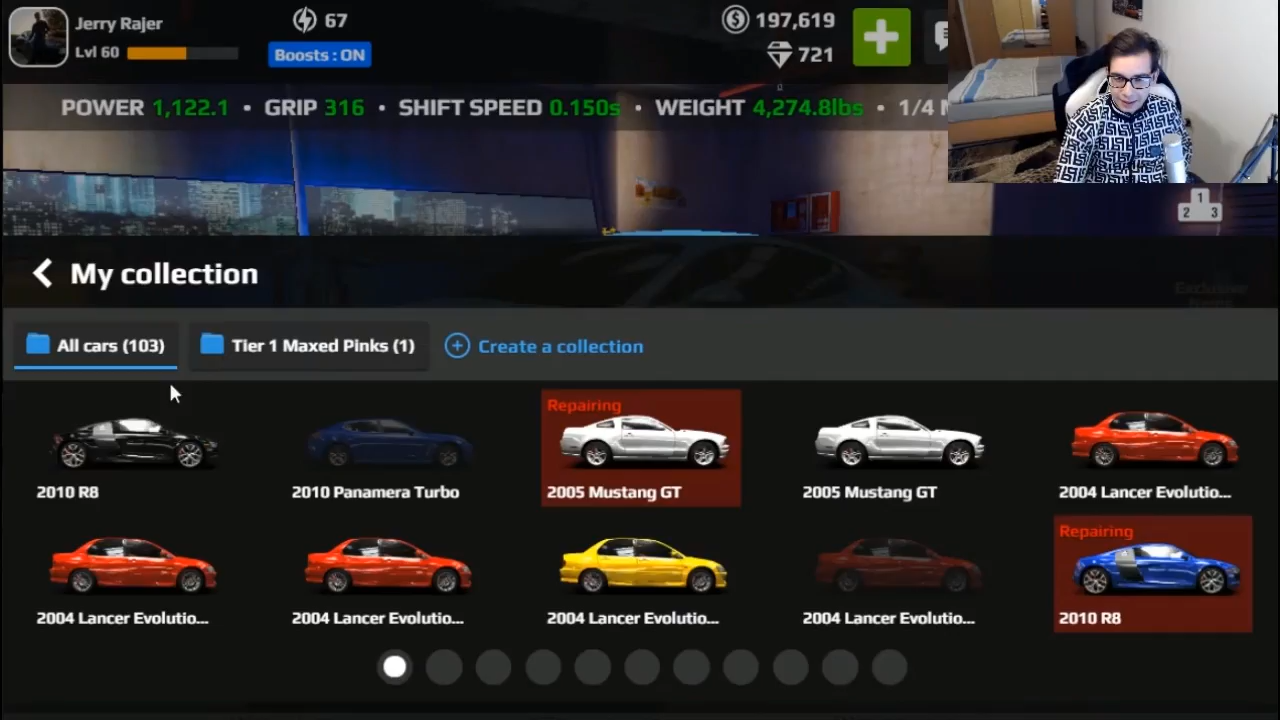 Jerry Rajer
Lvl 60
67
Boosts : ON
197,619
721
POWER 1,122.1 • GRIP 316 • SHIFT SPEED 0.150s • WEIGHT 4,274.8lbs • 1/4
1
2 3
My collection
All cars (103)
Tier 1 Maxed Pinks (1)
Create a collection
Repairing
2010 R8
2010 Panamera Turbo
2005 Mustang GT
2005 Mustang GT
2004 Lancer Evolutio...
Repairing
2004 Lancer Evolutio...
2004 Lancer Evolutio...
2004 Lancer Evolutio...
2004 Lancer Evolutio...
2010 R8